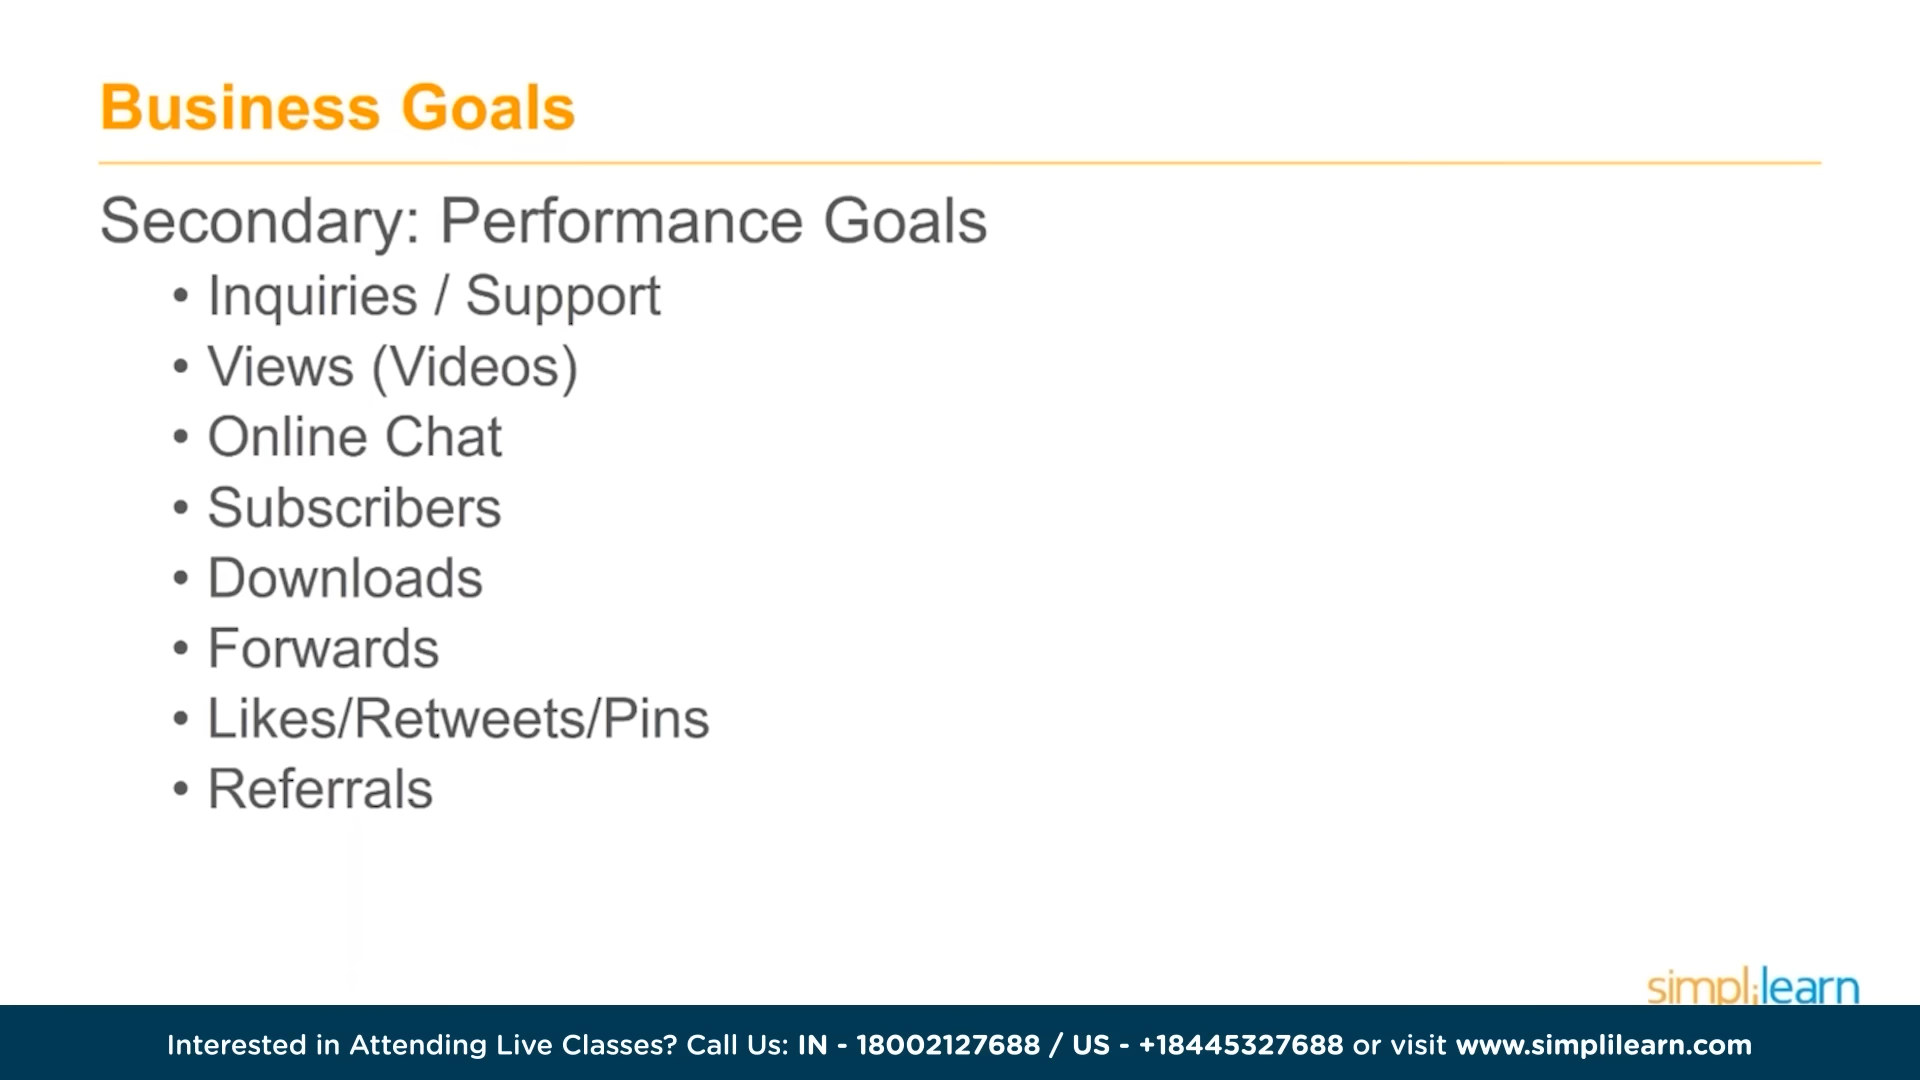 Business Goals
Secondary: Performance Goals
• Inquiries / Support
• Views (Videos)
• Online Chat
• Subscribers
• Downloads
• Forwards
• Likes/Retweets/Pins
• Referrals
simplilearn
Interested in Attending Live Classes? Call Us: IN - 18002127688 / US - +18445327688 or visit www.simplilearn.com